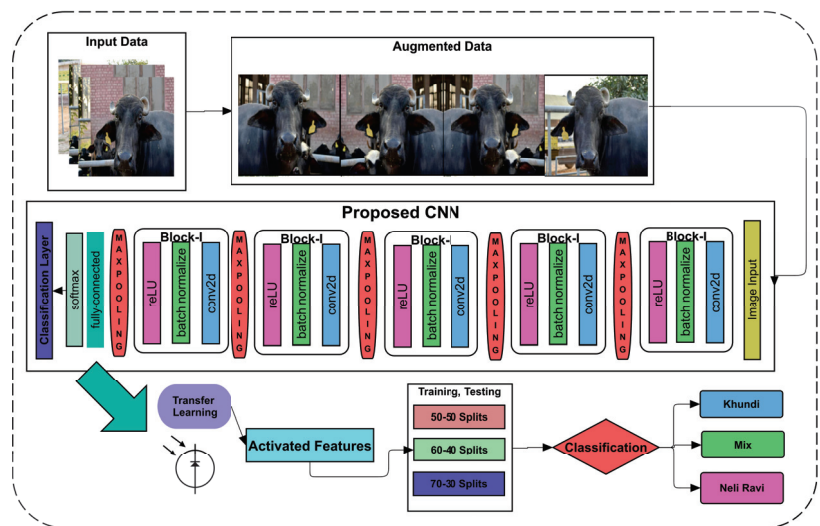 Input Data
Augmented Data
Proposed CNN
Classification Layer
softmax
fully-connected
MAXPOOLING
Block-I
reLU
batch normalize
conv2d
MAXPOOLING
Block-I
reLU
batch normalize
conv2d
MAXPOOLING
Block-I
reLU
batch normalize
conv2d
MAXPOOLING
Block-I
reLU
batch normalize
conv2d
MAXPOOLING
Block-I
reLU
batch normalize
conv2d
Image Input
Transfer
Learning
Activated Features
Training, Testing
50-50 Splits
60-40 Splits
70-30 Splits
Classification
Khundi
Mix
Neli Ravi